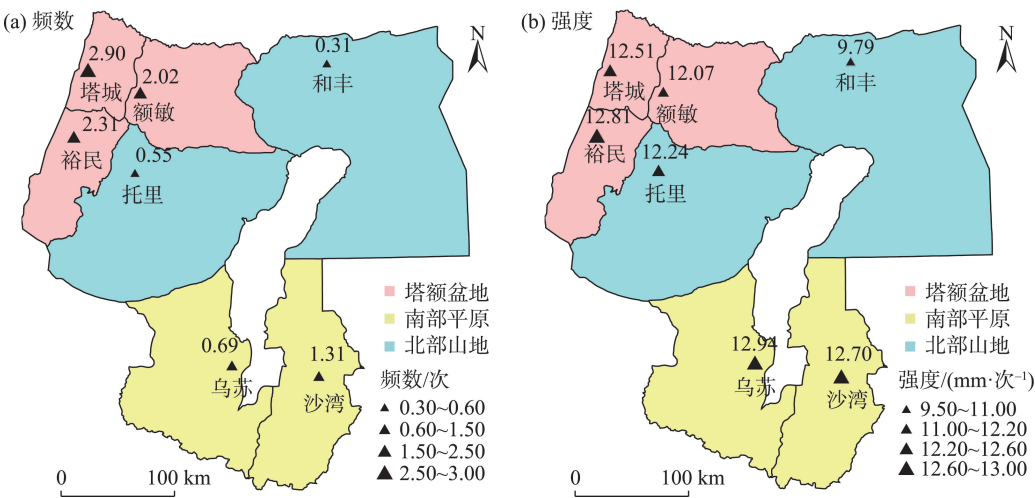 (a) 频数
N
2.90
塔城
2.02
额敏
0.31
和丰
2.31
裕民
0.55
托里
0.69
乌苏
1.31
沙湾
塔额盆地
南部平原
北部山地
频数/次
0.30~0.60
0.60~1.50
1.50~2.50
2.50~3.00
0 100 km
(b) 强度
N
12.51
塔城
12.07
额敏
9.79
和丰
12.81
裕民
12.24
托里
12.94
乌苏
12.70
沙湾
塔额盆地
南部平原
北部山地
强度/(mm·次⁻¹)
9.50~11.00
11.00~12.20
12.20~12.60
12.60~13.00
0 100 km